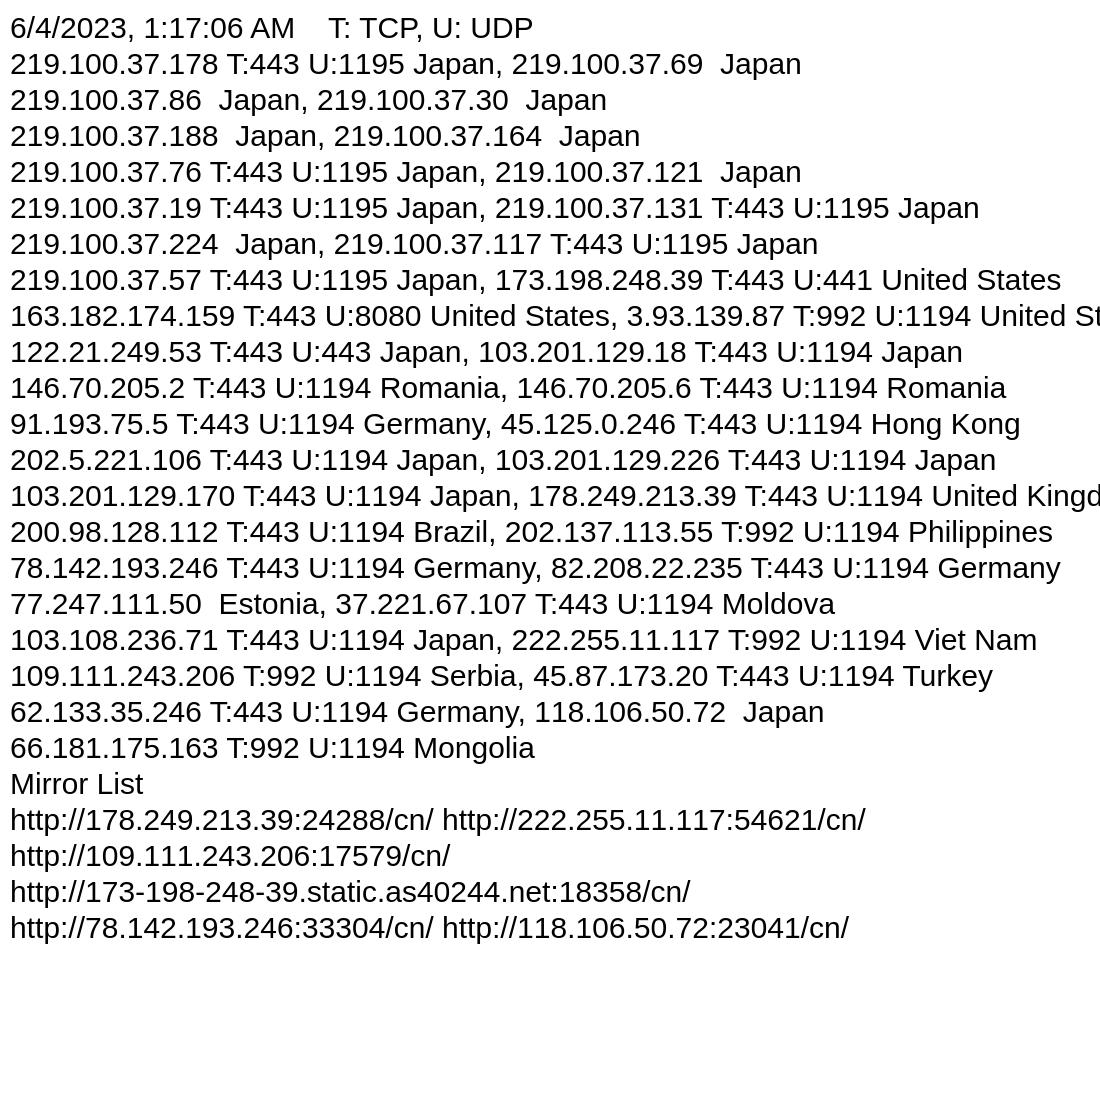 6/4/2023, 1:17:06 AM    T: TCP, U: UDP
219.100.37.178 T:443 U:1195 Japan, 219.100.37.69  Japan
219.100.37.86  Japan, 219.100.37.30  Japan
219.100.37.188  Japan, 219.100.37.164  Japan
219.100.37.76 T:443 U:1195 Japan, 219.100.37.121  Japan
219.100.37.19 T:443 U:1195 Japan, 219.100.37.131 T:443 U:1195 Japan
219.100.37.224  Japan, 219.100.37.117 T:443 U:1195 Japan
219.100.37.57 T:443 U:1195 Japan, 173.198.248.39 T:443 U:441 United States
163.182.174.159 T:443 U:8080 United States, 3.93.139.87 T:992 U:1194 United St
122.21.249.53 T:443 U:443 Japan, 103.201.129.18 T:443 U:1194 Japan
146.70.205.2 T:443 U:1194 Romania, 146.70.205.6 T:443 U:1194 Romania
91.193.75.5 T:443 U:1194 Germany, 45.125.0.246 T:443 U:1194 Hong Kong
202.5.221.106 T:443 U:1194 Japan, 103.201.129.226 T:443 U:1194 Japan
103.201.129.170 T:443 U:1194 Japan, 178.249.213.39 T:443 U:1194 United Kingd
200.98.128.112 T:443 U:1194 Brazil, 202.137.113.55 T:992 U:1194 Philippines
78.142.193.246 T:443 U:1194 Germany, 82.208.22.235 T:443 U:1194 Germany
77.247.111.50  Estonia, 37.221.67.107 T:443 U:1194 Moldova
103.108.236.71 T:443 U:1194 Japan, 222.255.11.117 T:992 U:1194 Viet Nam
109.111.243.206 T:992 U:1194 Serbia, 45.87.173.20 T:443 U:1194 Turkey
62.133.35.246 T:443 U:1194 Germany, 118.106.50.72  Japan
66.181.175.163 T:992 U:1194 Mongolia
Mirror List
http://178.249.213.39:24288/cn/ http://222.255.11.117:54621/cn/
http://109.111.243.206:17579/cn/
http://173-198-248-39.static.as40244.net:18358/cn/
http://78.142.193.246:33304/cn/ http://118.106.50.72:23041/cn/